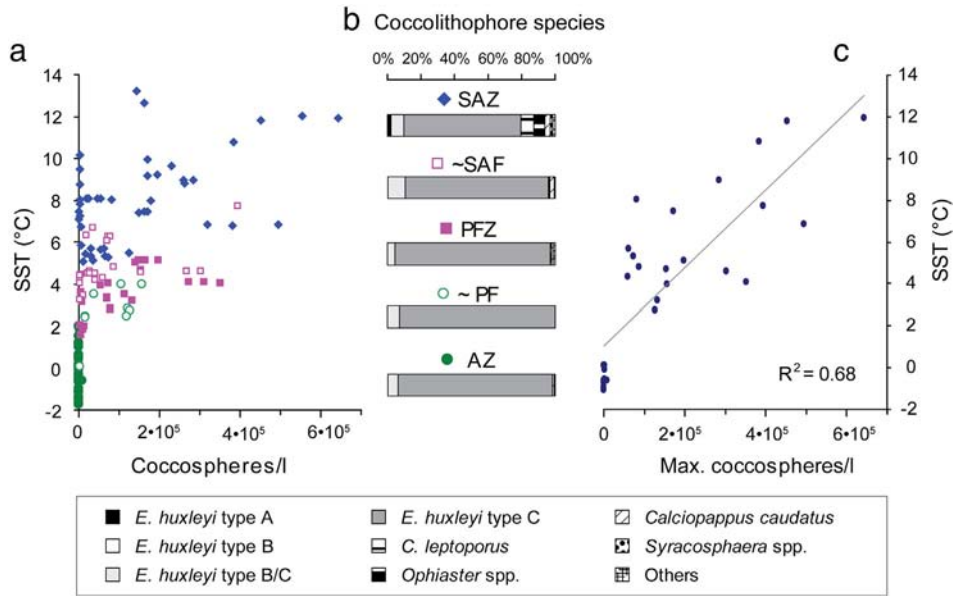 a
b
c
Coccolithophore species
0% 20% 40% 60% 80% 100%
SST (°C)
14
12
10
8
6
4
2
0
-2
0 2•10⁵ 4•10⁵ 6•10⁵
Coccospheres/l
SAZ
~SAF
PFZ
~ PF
AZ
14
12
10
8
6
4
2
0
-2
SST (°C)
R² = 0.68
0 2•10⁵ 4•10⁵ 6•10⁵
Max. coccospheres/l
E. huxleyi type A
E. huxleyi type B
E. huxleyi type B/C
E. huxleyi type C
C. leptoporus
Ophiaster spp.
Calciopappus caudatus
Syracosphaera spp.
Others